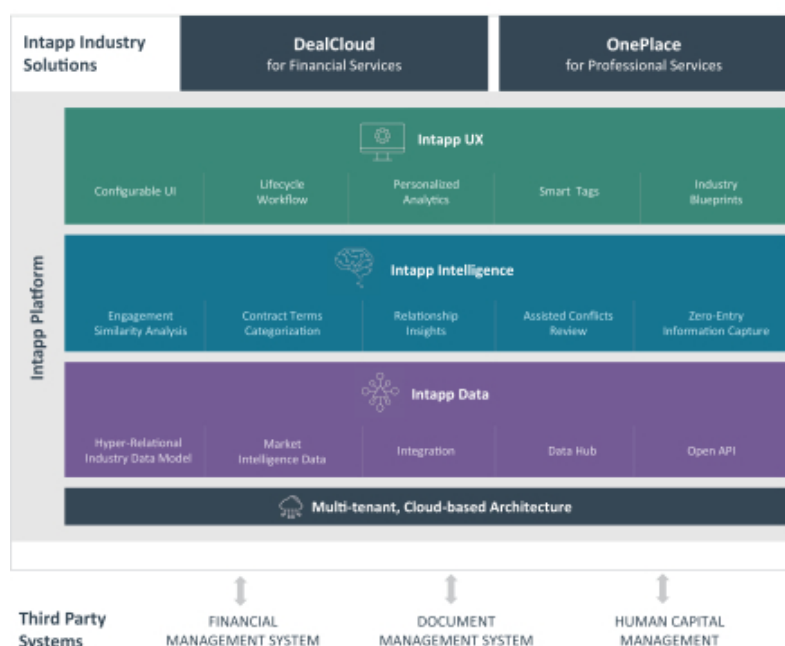 Intapp Industry
Solutions
DealCloud
for Financial Services
OnePlace
for Professional Services
Intapp Platform
Intapp UX
Configurable UI
Lifecycle
Workflow
Personalized
Analytics
Smart Tags
Industry
Blueprints
Intapp Intelligence
Engagement
Similarity Analysis
Contract Terms
Categorization
Relationship
Insights
Assisted Conflicts
Review
Zero-Entry
Information Capture
Intapp Data
Hyper-Relational
Industry Data Model
Market
Intelligence Data
Integration
Data Hub
Open API
Multi-tenant, Cloud-based Architecture
Third Party
Systems
FINANCIAL
MANAGEMENT SYSTEM
DOCUMENT
MANAGEMENT SYSTEM
HUMAN CAPITAL
MANAGEMENT